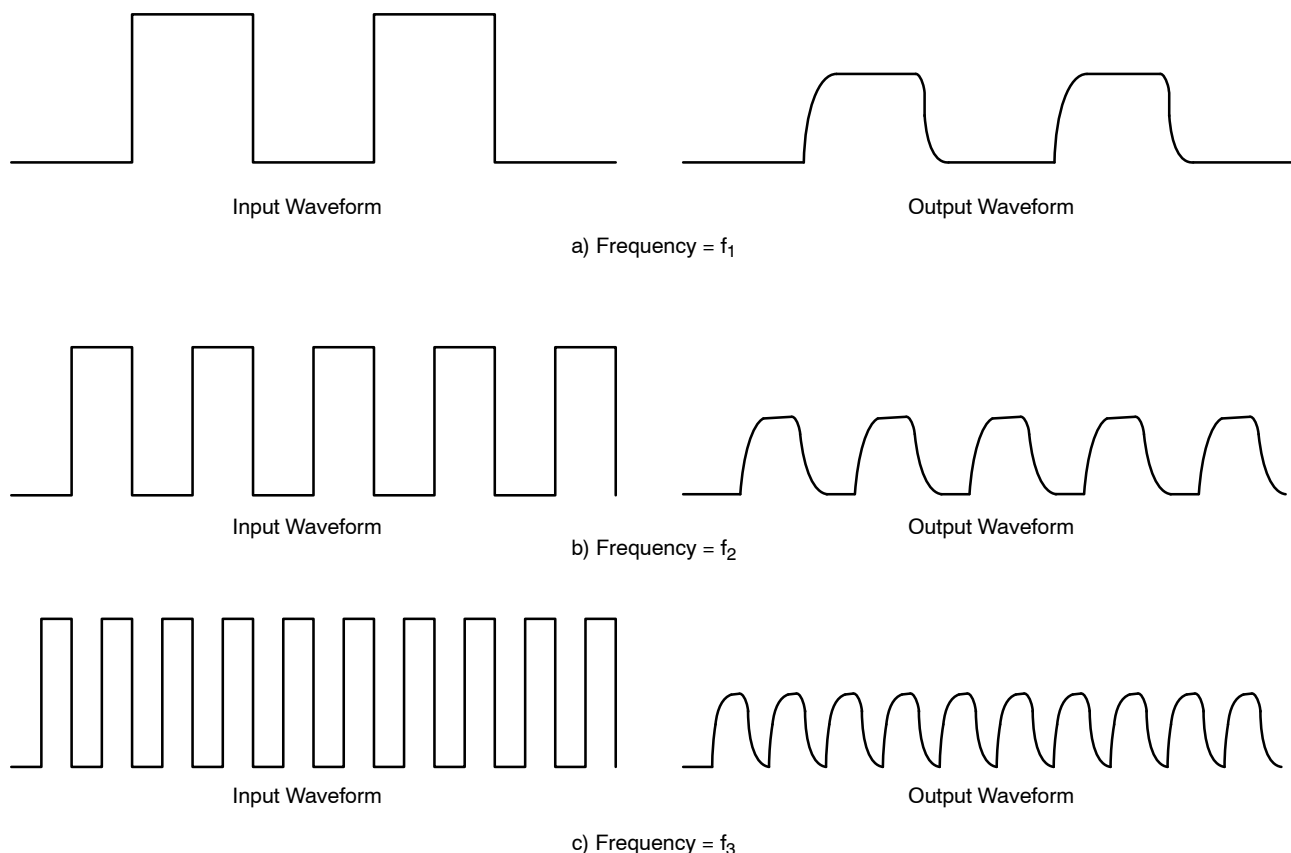 Input Waveform
Output Waveform
a) Frequency = f1
Input Waveform
Output Waveform
b) Frequency = f2
Input Waveform
Output Waveform
c) Frequency = f3